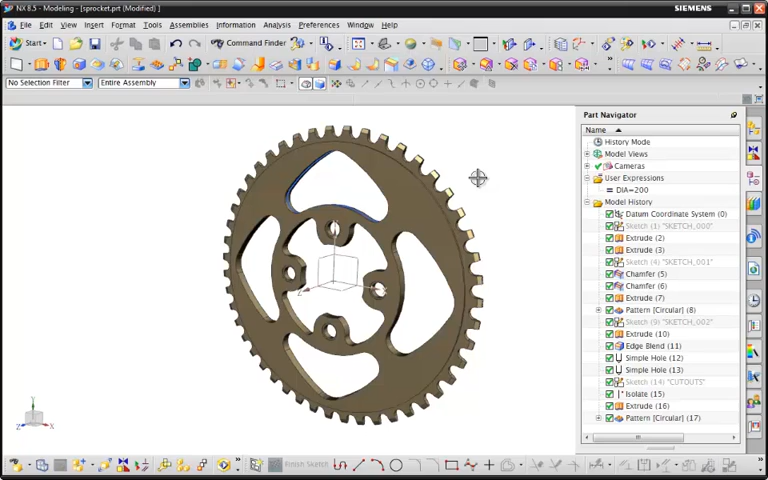 NX 8.5 - Modeling - [sprocket.prt (Modified) ]
SIEMENS
File Edit View Insert Format Tools Assemblies Information Analysis Preferences Window Help
Start
Command Finder
No Selection Filter
Entire Assembly
Part Navigator
Name
History Mode
Model Views
Cameras
User Expressions
DIA=200
Model History
Datum Coordinate System (0)
Sketch (1) "SKETCH_000"
Extrude (2)
Extrude (3)
Sketch (4) "SKETCH_001"
Chamfer (5)
Chamfer (6)
Extrude (7)
Pattern [Circular] (8)
Sketch (9) "SKETCH_002"
Extrude (10)
Edge Blend (11)
Simple Hole (12)
Simple Hole (13)
Sketch (14) "CUTOUTS"
Isolate (15)
Extrude (16)
Pattern [Circular] (17)
Z
Y
Z
X
Finish Sketch